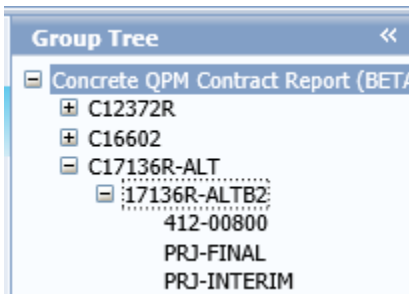 Group Tree «
Concrete QPM Contract Report (BETA
C12372R
C16602
C17136R-ALT
17136R-ALTB2
412-00800
PRJ-FINAL
PRJ-INTERIM